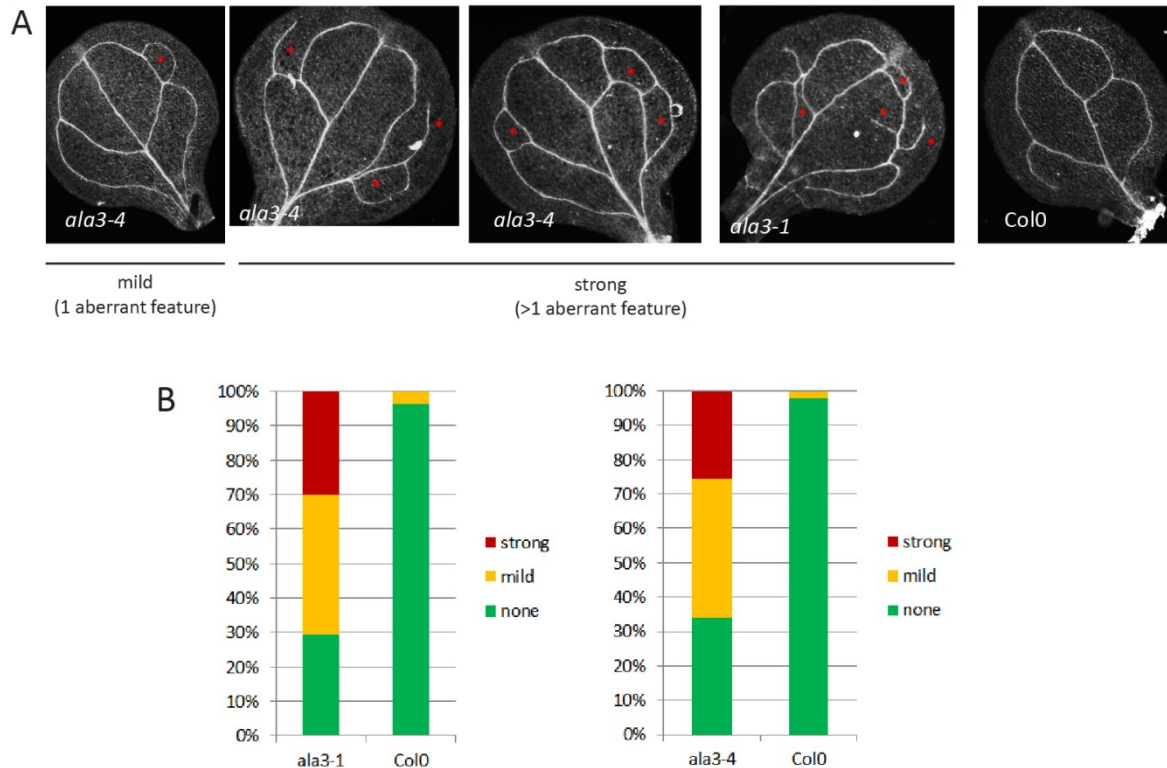 A
ala3-4
ala3-4
ala3-4
ala3-1
Col0
mild
(1 aberrant feature)
strong
(>1 aberrant feature)
B
100%
90%
80%
70%
60%
50%
40%
30%
20%
10%
0%
ala3-1
Col0
strong
mild
none
100%
90%
80%
70%
60%
50%
40%
30%
20%
10%
0%
ala3-4
Col0
strong
mild
none